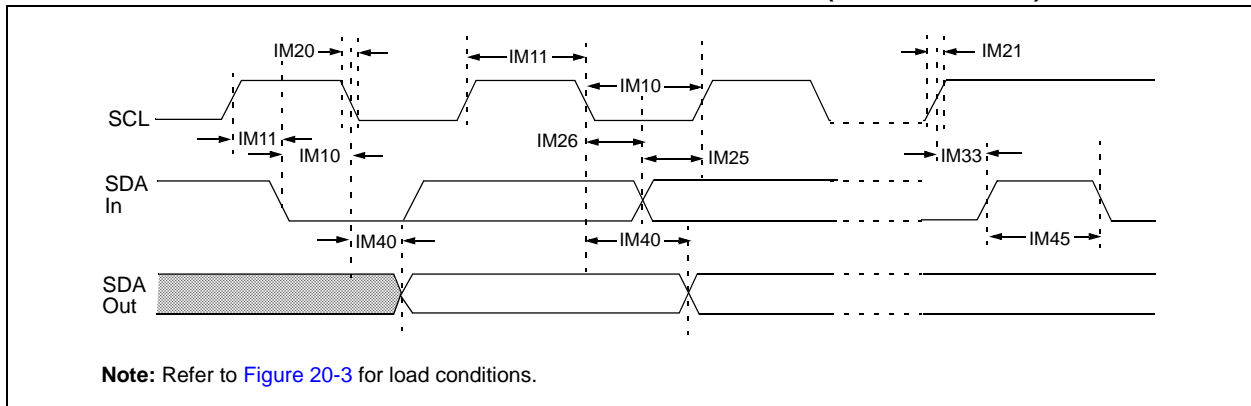 IM20
IM11
IM21
IM10
SCL
IM11
IM26
IM10
IM25
IM33
SDA
In
IM40
IM40
IM45
SDA
Out
Note: Refer to Figure 20-3 for load conditions.